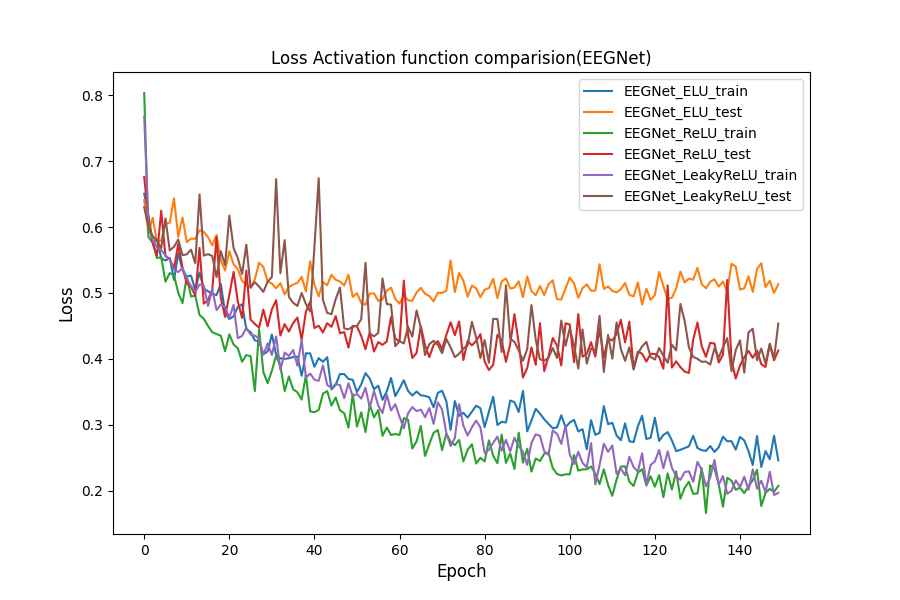 Loss Activation function comparision(EEGNet)
EEGNet_ELU_train
EEGNet_ELU_test
EEGNet_ReLU_train
EEGNet_ReLU_test
EEGNet_LeakyReLU_train
EEGNet_LeakyReLU_test
Loss
0.8
0.7
0.6
0.5
0.4
0.3
0.2
0 20 40 60 80 100 120 140
Epoch